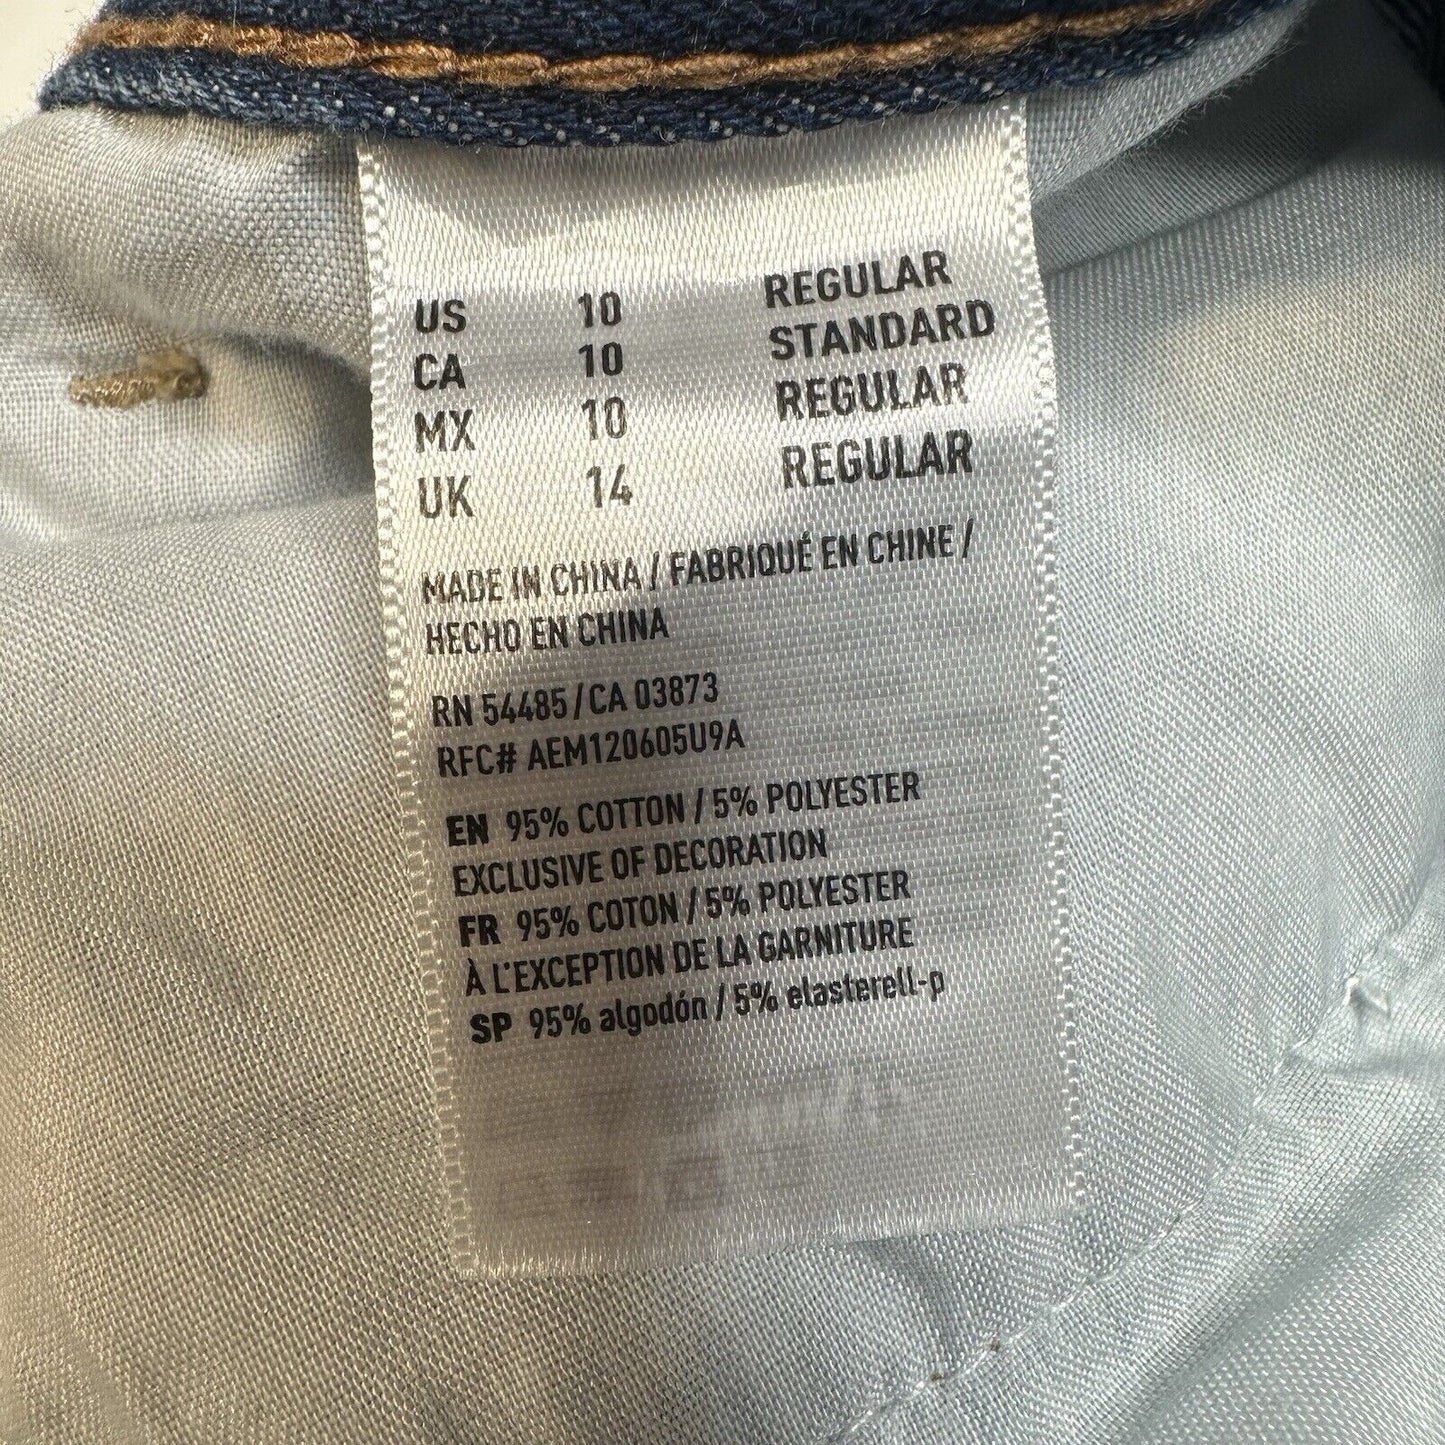 US 10 REGULAR
CA 10 STANDARD
MX 10 REGULAR
UK 14 REGULAR
MADE IN CHINA / FABRIQUÉ EN CHINE /
HECHO EN CHINA
RN 54485 / CA 03873
RFC# AEM120605U9A
EN 95% COTTON / 5% POLYESTER
EXCLUSIVE OF DECORATION
FR 95% COTON / 5% POLYESTER
À L'EXCEPTION DE LA GARNITURE
SP 95% algodón / 5% elasterell-p